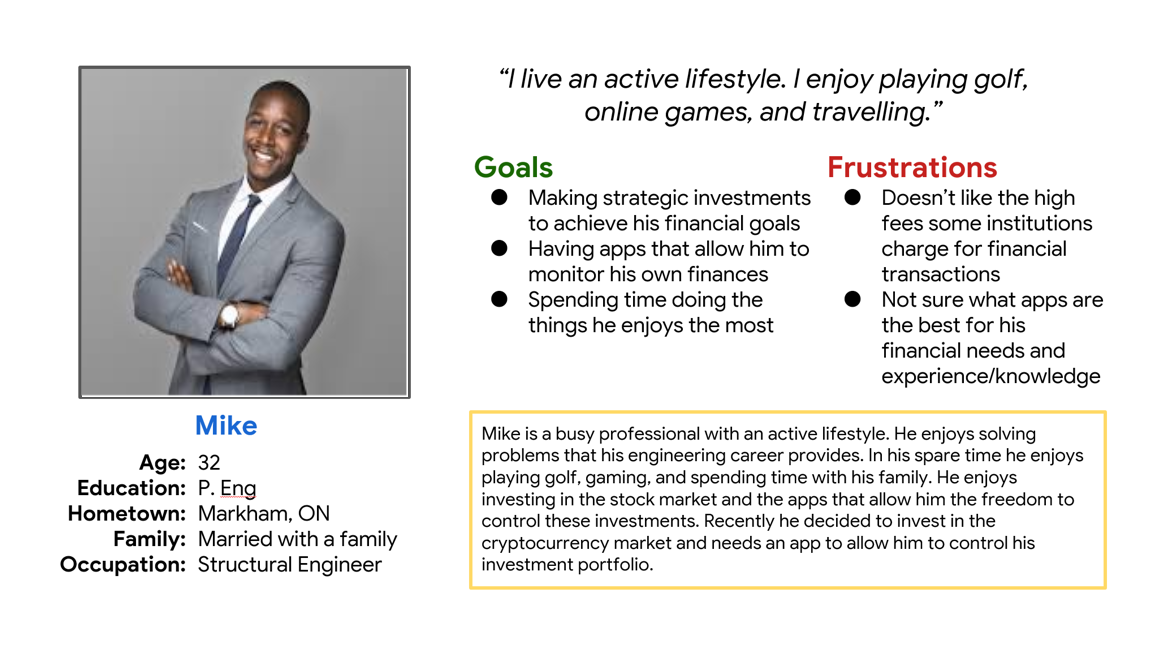 “I live an active lifestyle. I enjoy playing golf,
online games, and travelling.”
Goals
● Making strategic investments
to achieve his financial goals
● Having apps that allow him to
monitor his own finances
● Spending time doing the
things he enjoys the most
Frustrations
● Doesn’t like the high
fees some institutions
charge for financial
transactions
● Not sure what apps are
the best for his
financial needs and
experience/knowledge
Mike
Age: 32
Education: P. Eng
Hometown: Markham, ON
Family: Married with a family
Occupation: Structural Engineer
Mike is a busy professional with an active lifestyle. He enjoys solving
problems that his engineering career provides. In his spare time he enjoys
playing golf, gaming, and spending time with his family. He enjoys
investing in the stock market and the apps that allow him the freedom to
control these investments. Recently he decided to invest in the
cryptocurrency market and needs an app to allow him to control his
investment portfolio.